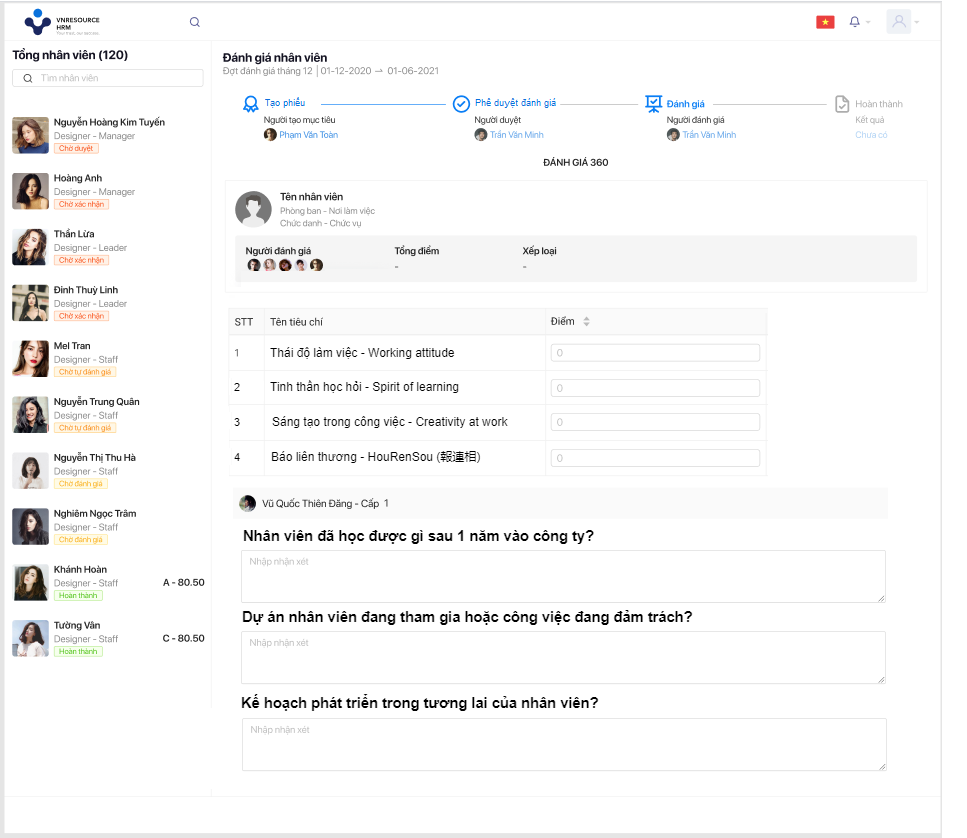 VNRESOURCE
HRM
Tổng nhân viên (120)
Tìm nhân viên
Nguyễn Hoàng Kim Tuyến
Designer - Manager
Chờ duyệt
Hoàng Anh
Designer - Manager
Chờ xác nhận
Thần Lừa
Designer - Leader
Chờ xác nhận
Đinh Thuỳ Linh
Designer - Leader
Chờ xác nhận
Mel Tran
Designer - Staff
Chờ tự đánh giá
Nguyễn Trung Quân
Designer - Staff
Chờ tự đánh giá
Nguyễn Thị Thu Hà
Designer - Staff
Chờ đánh giá
Nghiêm Ngọc Trâm
Designer - Staff
Chờ đánh giá
Khánh Hoàn
Designer - Staff
A - 80.50
Hoàn thành
Tường Vân
Designer - Staff
C - 80.50
Hoàn thành
Đánh giá nhân viên
Đợt đánh giá tháng 12 | 01-12-2020 → 01-06-2021
Tạo phiếu
Người tạo mục tiêu
Phạm Văn Toàn
Phê duyệt đánh giá
Người duyệt
Trần Văn Minh
Đánh giá
Người đánh giá
Trần Văn Minh
Hoàn thành
Kết quả
Chưa có
ĐÁNH GIÁ 360
Tên nhân viên
Phòng ban - Nơi làm việc
Chức danh - Chức vụ
Người đánh giá
Tổng điểm
-
Xếp loại
-
STT Tên tiêu chí Điểm
1 Thái độ làm việc - Working attitude 0
2 Tinh thần học hỏi - Spirit of learning 0
3 Sáng tạo trong công việc - Creativity at work 0
4 Báo liên thương - HouRenSou (報連相) 0
Vũ Quốc Thiên Đăng - Cấp 1
Nhân viên đã học được gì sau 1 năm vào công ty?
Nhập nhận xét
Dự án nhân viên đang tham gia hoặc công việc đang đảm trách?
Nhập nhận xét
Kế hoạch phát triển trong tương lai của nhân viên?
Nhập nhận xét